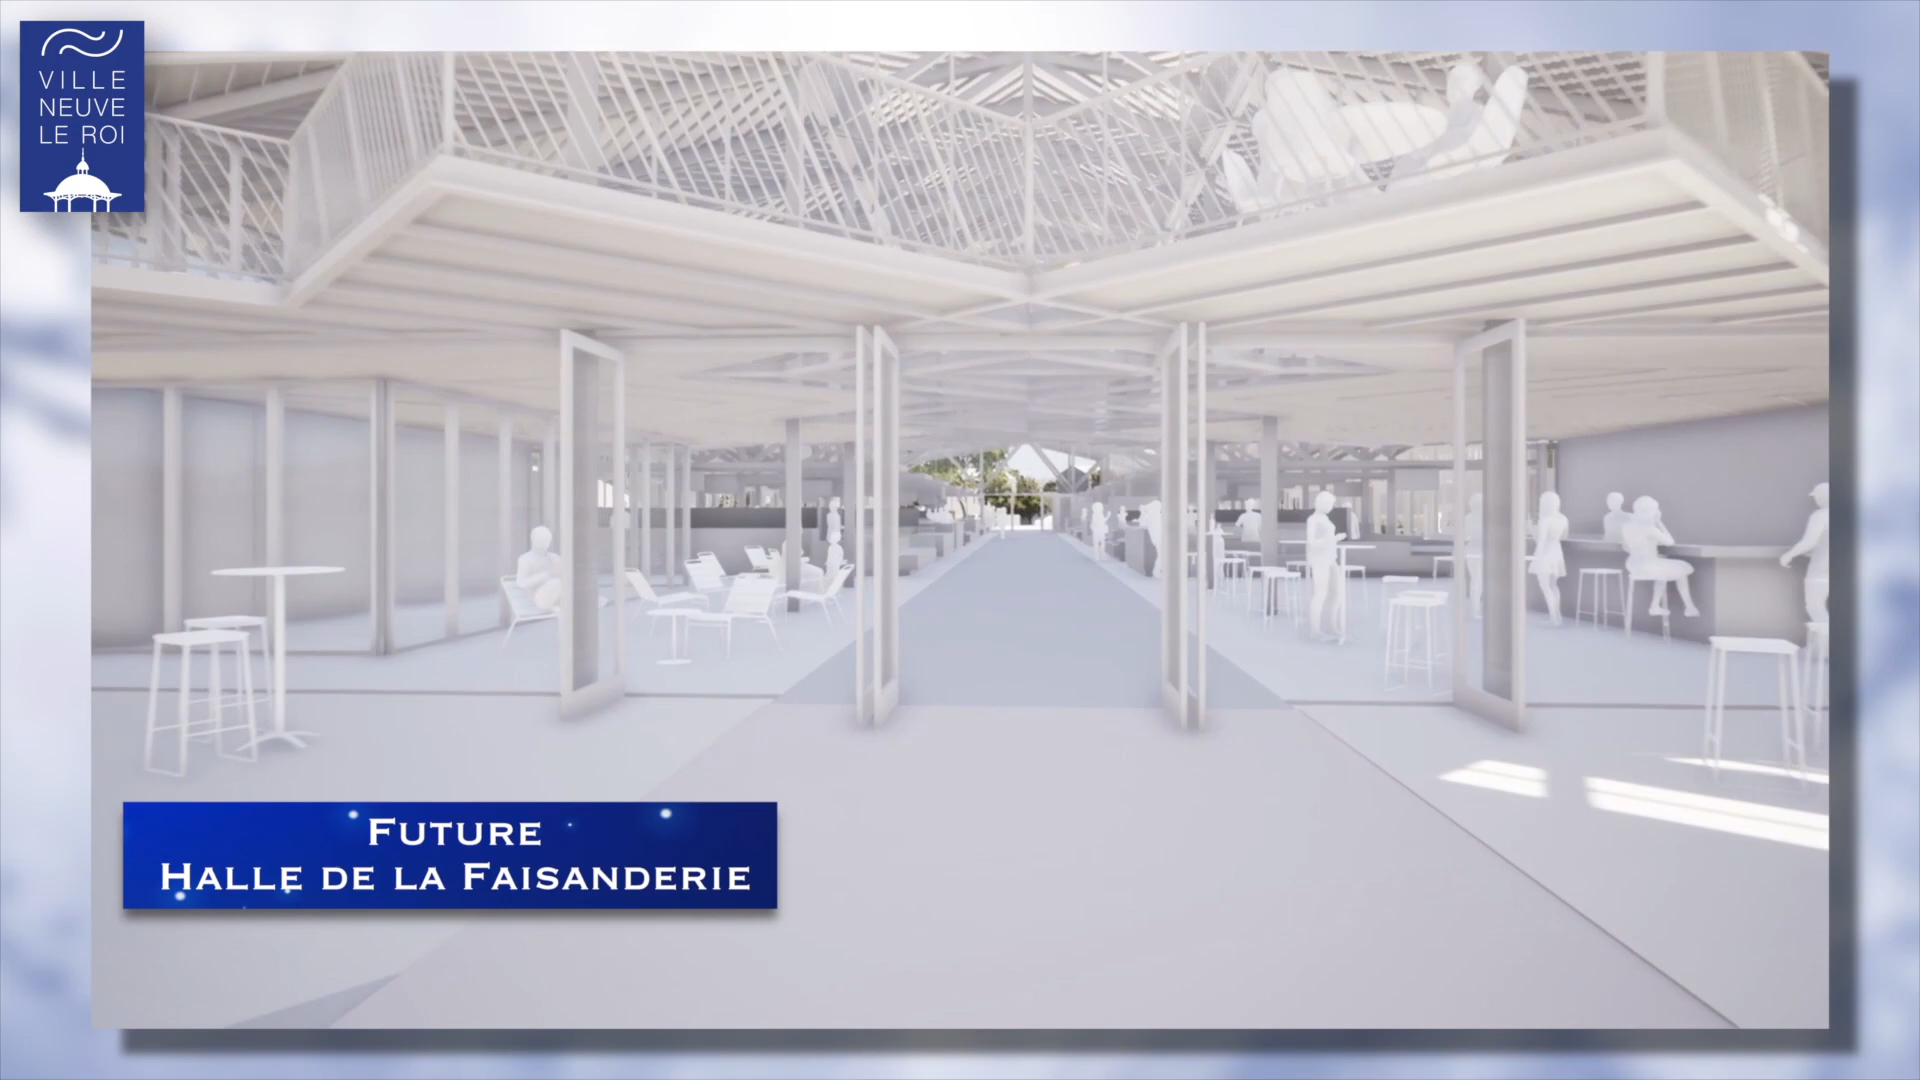 VILLE
NEUVE
LE ROI
FUTURE
HALLE DE LA FAISANDERIE